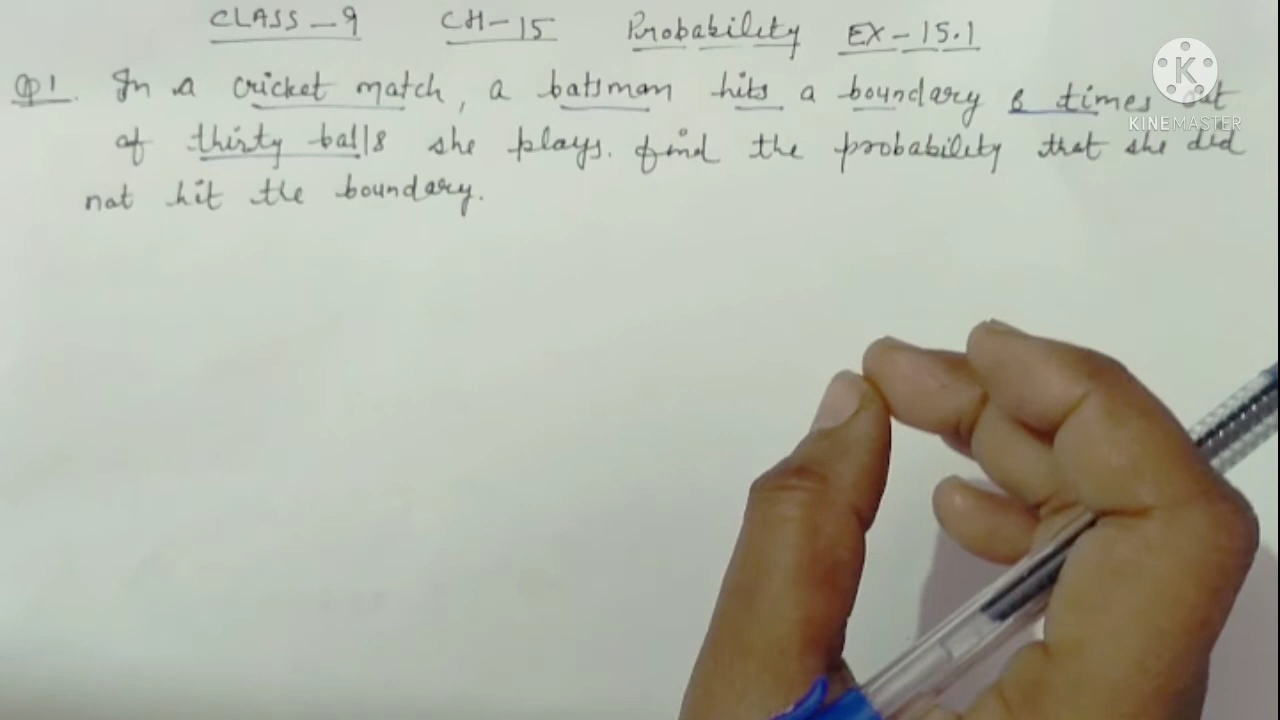 CLASS - 9 CH - 15 Probability EX - 15.1
Q1. In a cricket match, a batsman hits a boundary 6 times out
of thirty balls she plays. find the probability that she did
not hit the boundary.
K
KINEMASTER